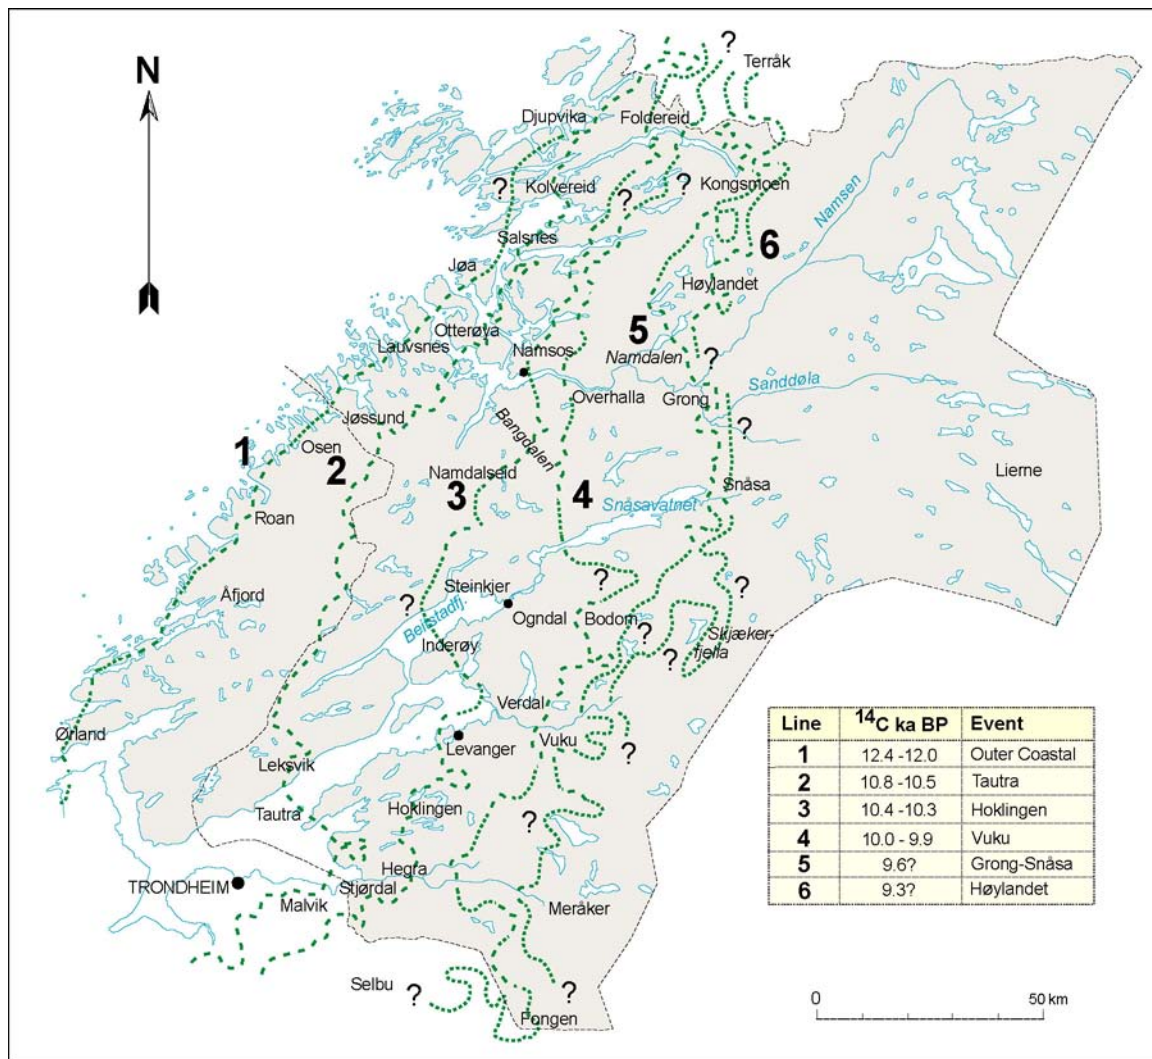 N
?
Terråk
Djupvika
Foldereid
?
Kolvereid
?
?
Kongsmoen
Namsen
Salsnes
6
Jøa
Høylandet
Otterøya
5
Lauvsnes
Namsos
Namdalen
?
Sanddøla
Overhalla
Grong
Jøssund
Bangdalen
?
1
Osen
2
Namdalseid
3
4
Snåsa
Lierne
Snåsavatnet
Roan
Steinkjer
?
?
Åfjord
?
Beitstadfj.
Ogndal
Bodom
?
Skjæker-
fjella
Inderøy
?
Verdal
Ørland
Levanger
Vuku
?
Leksvik
Tautra
Hoklingen
?
Hegra
TRONDHEIM
Stjørdal
Malvik
Meråker
Selbu
?
?
Fongen
Line 14C ka BP Event
1 12.4 -12.0 Outer Coastal
2 10.8 -10.5 Tautra
3 10.4 -10.3 Hoklingen
4 10.0 - 9.9 Vuku
5 9.6? Grong-Snåsa
6 9.3? Høylandet
0 50 km